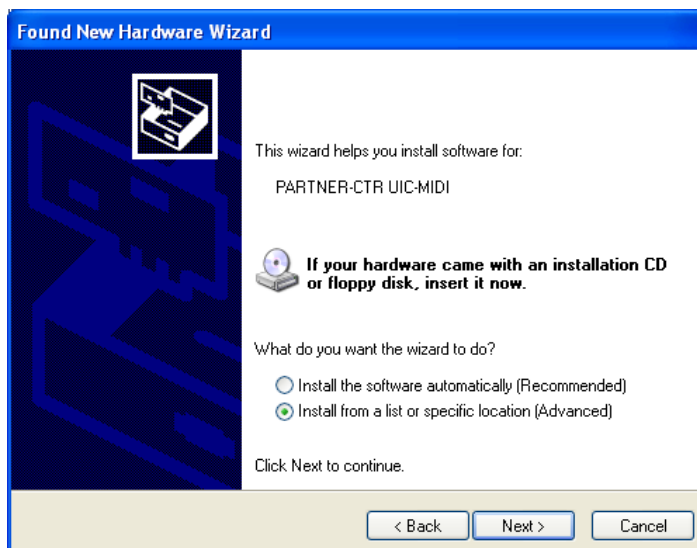 Found New Hardware Wizard
This wizard helps you install software for:
PARTNER-CTR UIC-MIDI
If your hardware came with an installation CD
or floppy disk, insert it now.
What do you want the wizard to do?
Install the software automatically (Recommended)
Install from a list or specific location (Advanced)
Click Next to continue.
< Back
Next >
Cancel